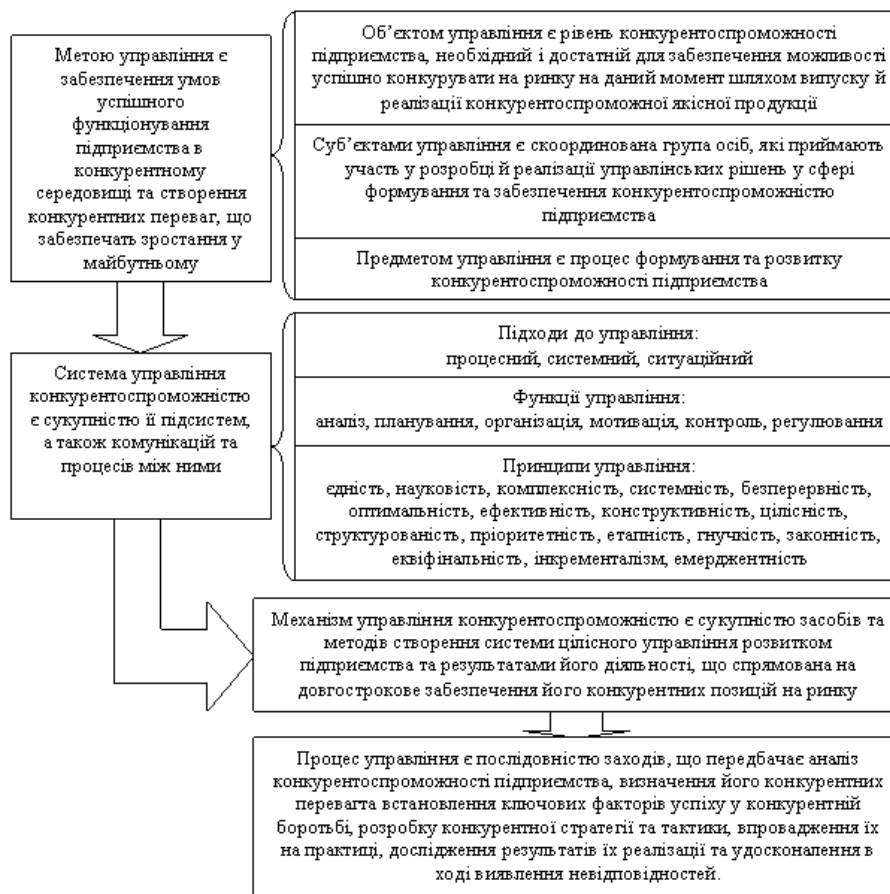 Метою управління є
забезпечення умов
успішного
функціонування
підприємства в
конкурентному
середовищі та створення
конкурентних переваг, що
забезпечать зростання у
майбутньому
Об’єктом управління є рівень конкурентоспроможності
підприємства, необхідний і достатній для забезпечення можливості
успішно конкурувати на ринку на даний момент шляхом випуску й
реалізації конкурентоспроможної якісної продукції
Суб’єктами управління є скоординована група осіб, які приймають
участь у розробці й реалізації управлінських рішень у сфері
формування та забезпечення конкурентоспроможністю
підприємства
Предметом управління є процес формування та розвитку
конкурентоспроможності підприємства
Система управління
конкурентоспроможністю
є сукупністю її підсистем,
а також комунікацій та
процесів між ними
Підходи до управління:
процесний, системний, ситуаційний
Функції управління:
аналіз, планування, організація, мотивація, контроль, регулювання
Принципи управління:
єдність, науковість, комплексність, системність, безперервність,
оптимальність, ефективність, конструктивність, цілісність,
структурованість, пріоритетність, етапність, гнучкість, законність,
еквіфінальність, інкременталізм, емерджентність
Механізм управління конкурентоспроможністю є сукупністю засобів та
методів створення системи цілісного управління розвитком
підприємства та результатами його діяльності, що спрямована на
довгострокове забезпечення його конкурентних позицій на ринку
Процес управління є послідовністю заходів, що передбачає аналіз
конкурентоспроможності підприємства, визначення його конкурентних
перевагта встановлення ключових факторів успіху у конкурентній
боротьбі, розробку конкурентної стратегії та тактики, впровадження їх
на практиці, дослідження результатів їх реалізації та удосконалення в
ході виявлення невідповідностей.